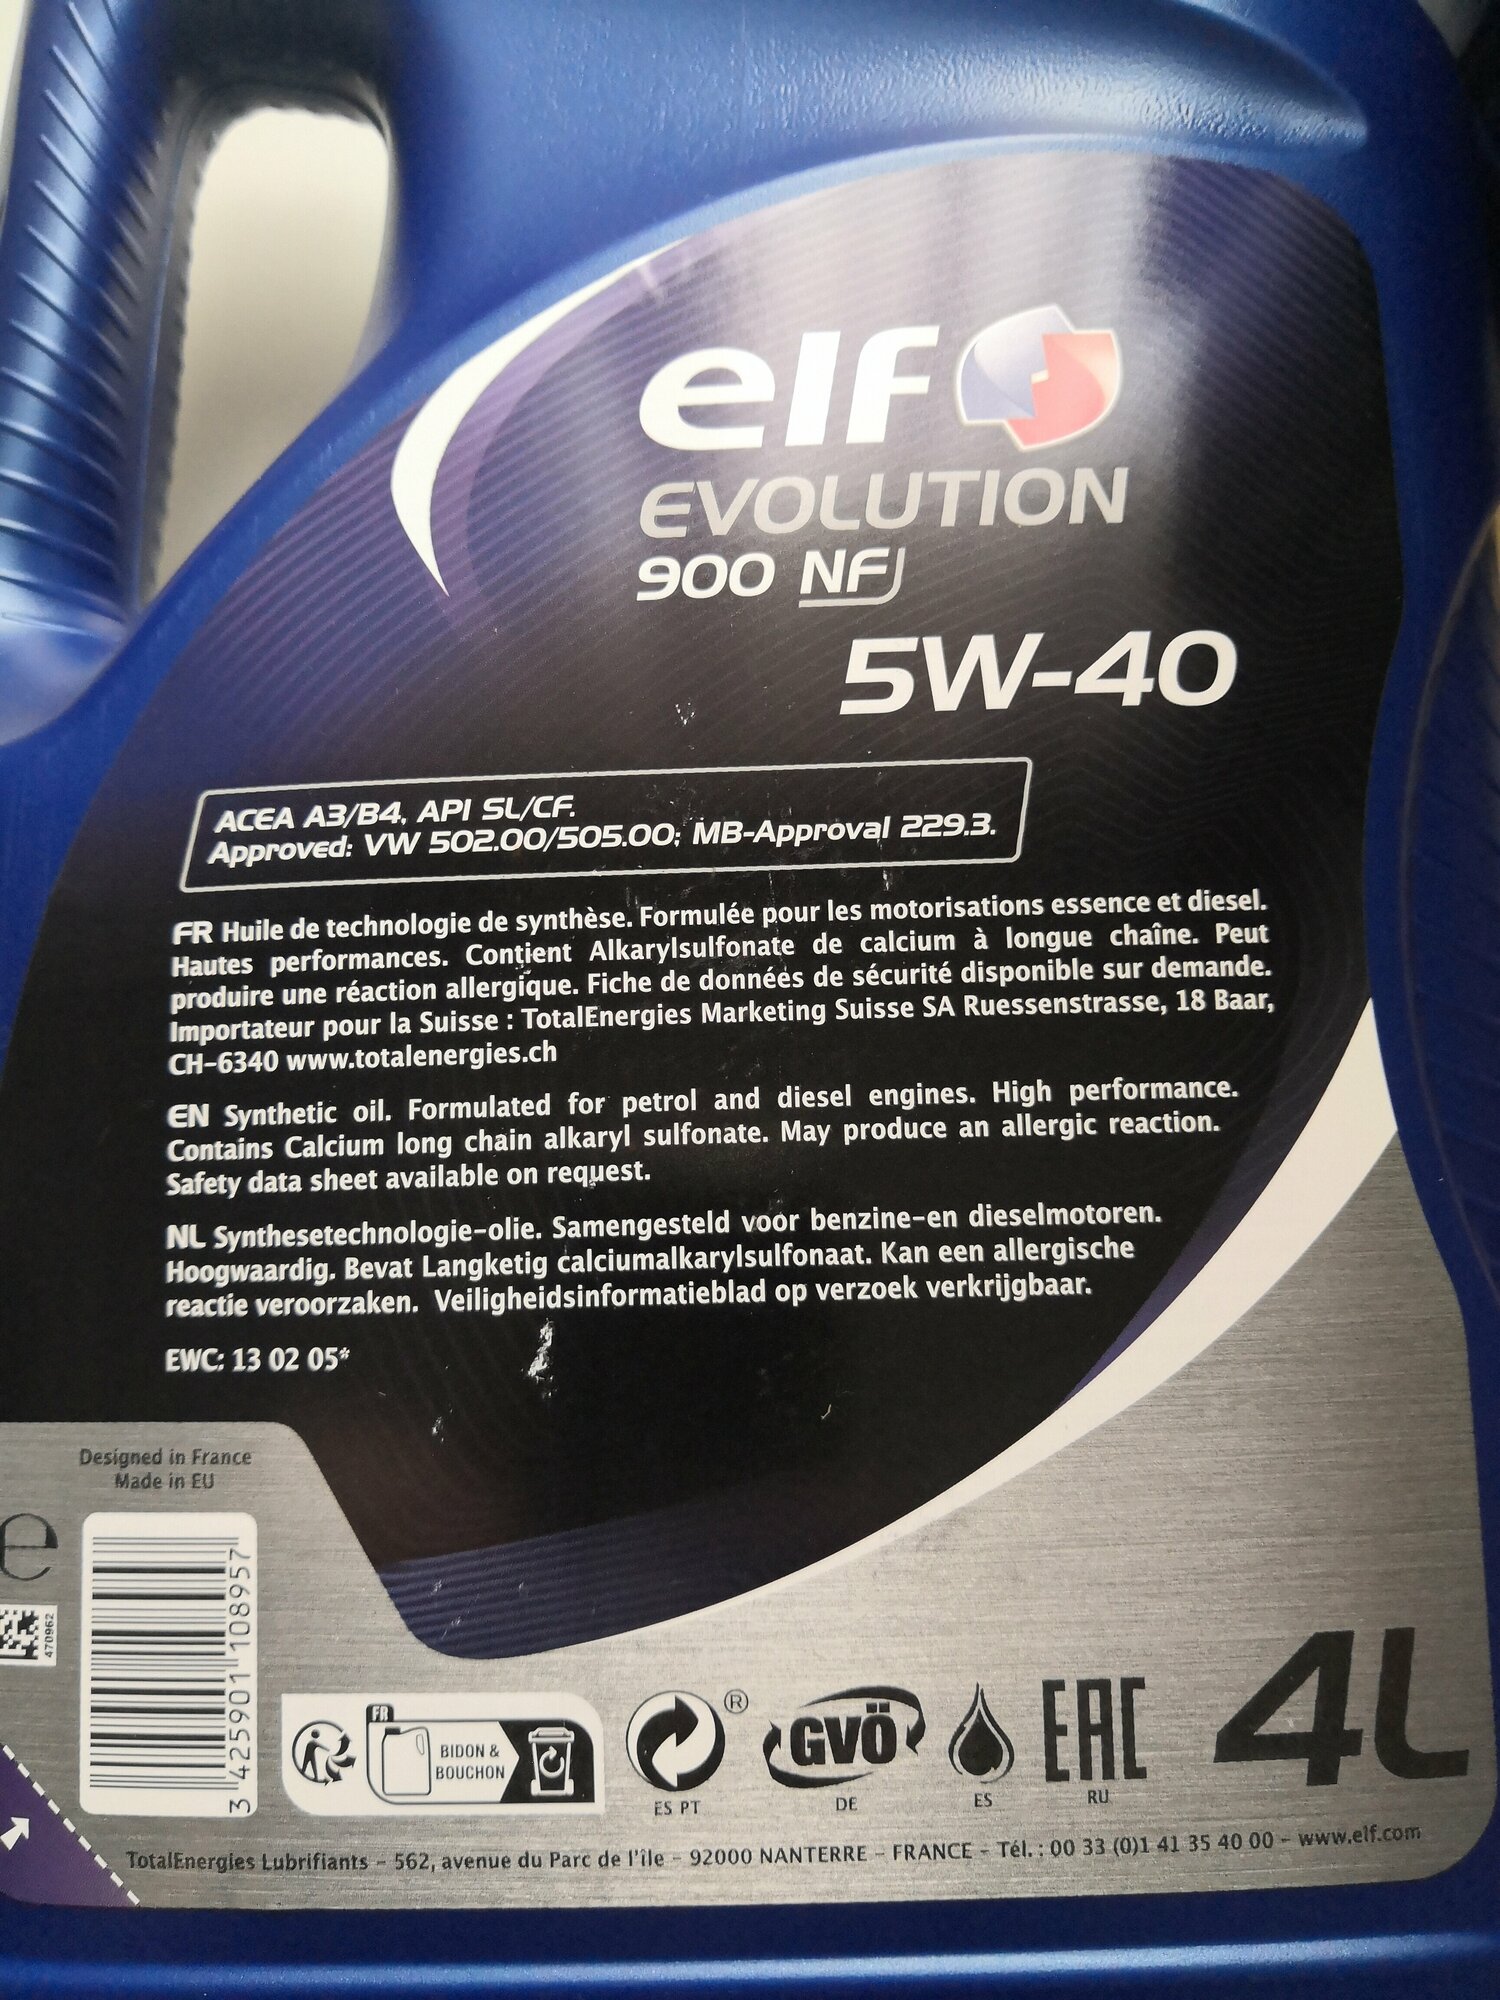 elf
EVOLUTION
900 NF
5W-40
ACEA A3/B4, API SL/CF.
Approved: VW 502.00/505.00; MB-Approval 229.3.
FR Huile de technologie de synthèse. Formulée pour les motorisations essence et diesel.
Hautes performances. Contient Alkarylsulfonate de calcium à longue chaîne. Peut
produire une réaction allergique. Fiche de données de sécurité disponible sur demande.
Importateur pour la Suisse : TotalEnergies Marketing Suisse SA Ruessenstrasse, 18 Baar,
CH-6340 www.totalenergies.ch
EN Synthetic oil. Formulated for petrol and diesel engines. High performance.
Contains Calcium long chain alkaryl sulfonate. May produce an allergic reaction.
Safety data sheet available on request.
NL Synthesetechnologie-olie. Samengesteld voor benzine-en dieselmotoren.
Hoogwaardig. Bevat Langketig calciumalkarylsulfonaat. Kan een allergische
reactie veroorzaken. Veiligheidsinformatieblad op verzoek verkrijgbaar.
EWC: 13 02 05*
Designed in France
Made in EU
e
470962
3 425901 108957
FR
BIDON &
BOUCHON
®
ES PT
GVÖ
DE
ES
EAC
RU
4L
TotalEnergies Lubrifiants - 562, avenue du Parc de l'île - 92000 NANTERRE - FRANCE - Tél. : 00 33 (0)1 41 35 40 00 - www.elf.com